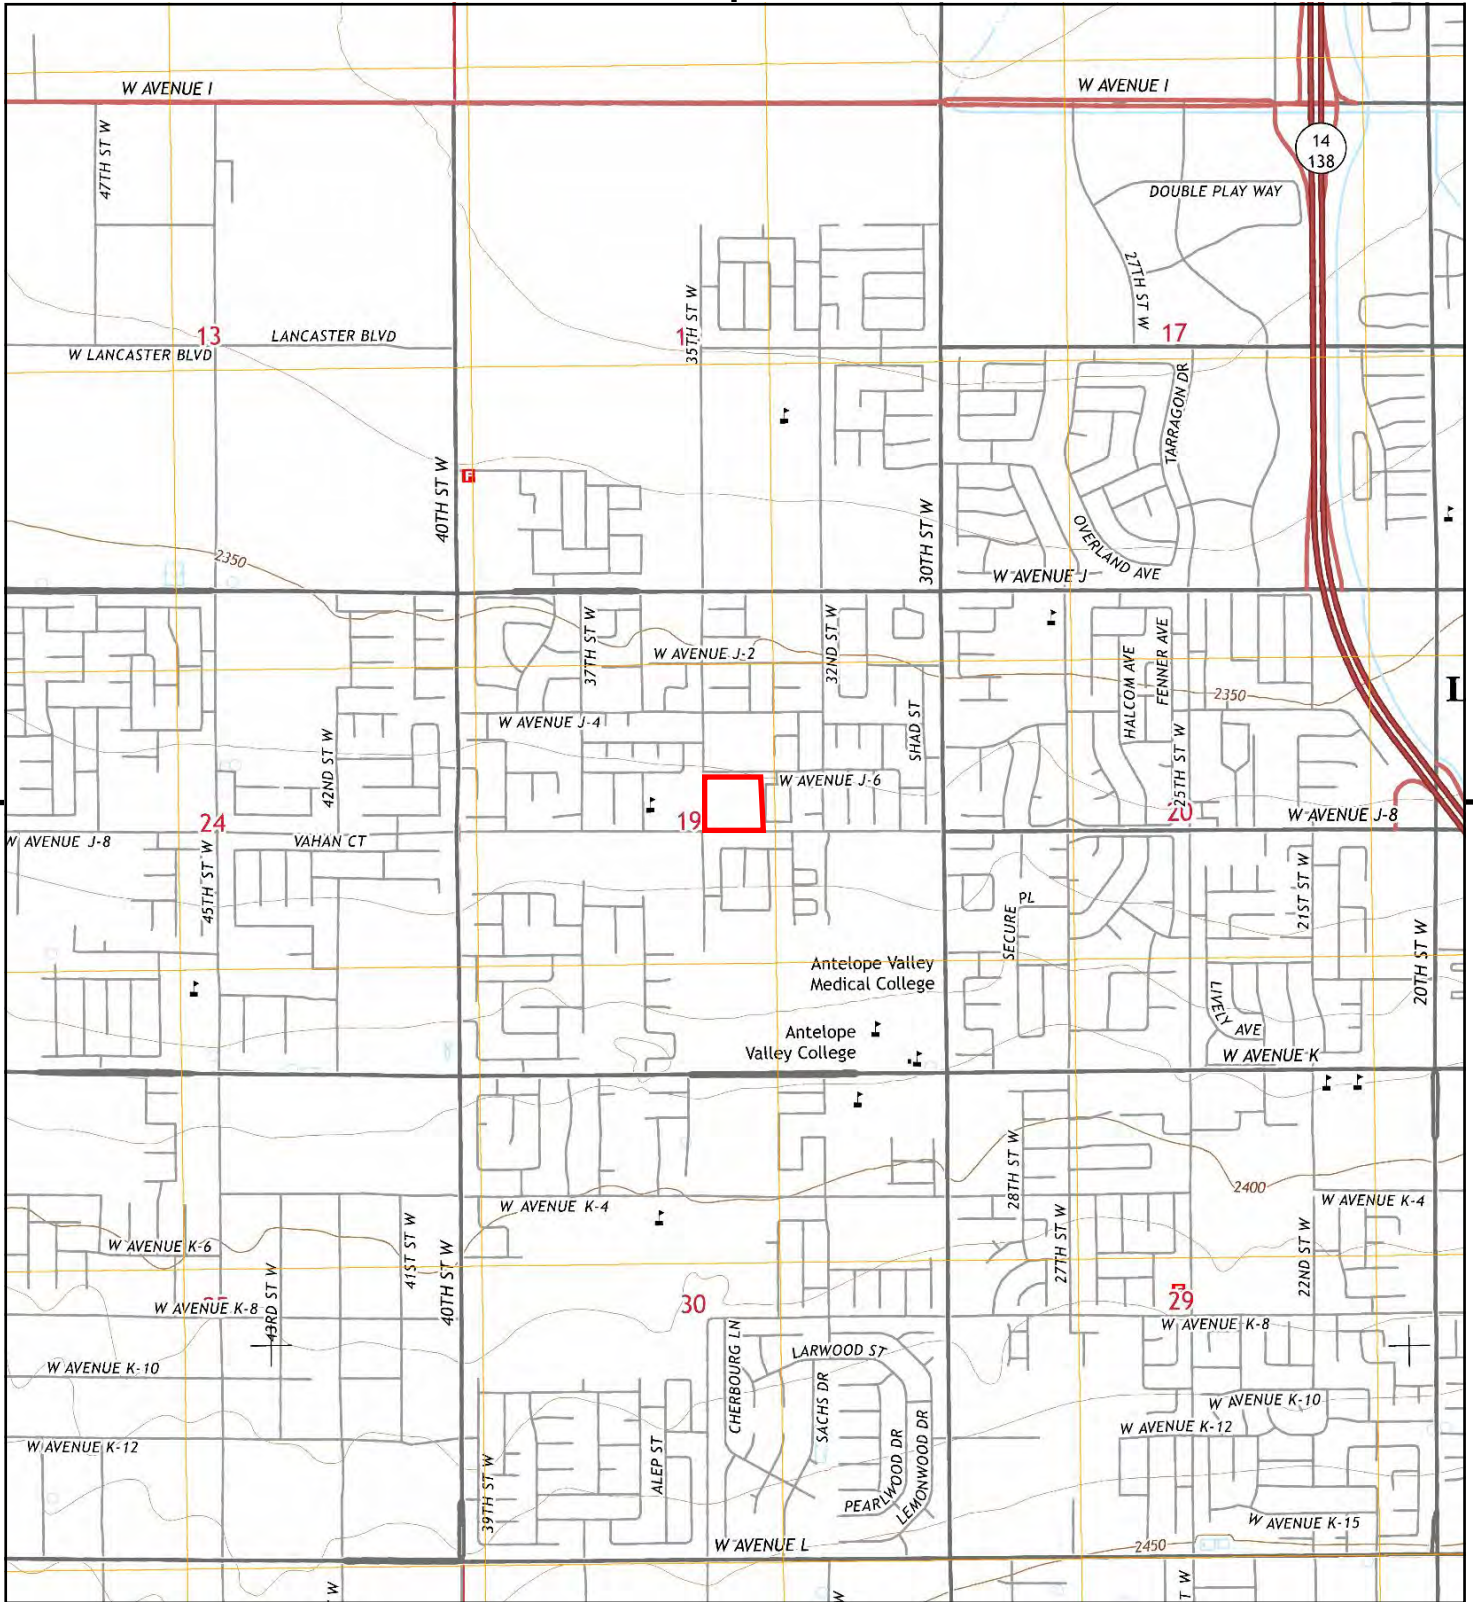 W AVENUE I
W AVENUE I
47TH ST W
14
138
DOUBLE PLAY WAY
27TH ST W
35TH ST W
13
LANCASTER BLVD
W LANCASTER BLVD
1
17
TARRAGON DR
40TH ST W
F
30TH ST W
OVERLAND AVE
2350
W AVENUE J
37TH ST W
32ND ST W
W AVENUE J-2
HALCOM AVE
FENNER AVE
2350
L
W AVENUE J-4
SHAD ST
42ND ST W
25TH ST W
W AVENUE J-6
24
19
20
W AVENUE J-8
W AVENUE J-8
VAHAN CT
45TH ST W
21ST ST W
SECURE PL
20TH ST W
Antelope Valley
Medical College
LIVELY AVE
Antelope
Valley College
W AVENUE K
28TH ST W
2400
W AVENUE K-4
W AVENUE K-4
41ST ST W
27TH ST W
22ND ST W
W AVENUE K-6
40TH ST W
43RD ST W
W AVENUE K-8
30
29
W AVENUE K-8
CHERBOURG LN
LARWOOD ST
W AVENUE K-10
SACHS DR
W AVENUE K-10
W AVENUE K-12
W AVENUE K-12
ALEP ST
39TH ST W
PEARLWOOD DR
LEMONWOOD DR
W AVENUE K-15
W AVENUE L
2450
W
W
T W